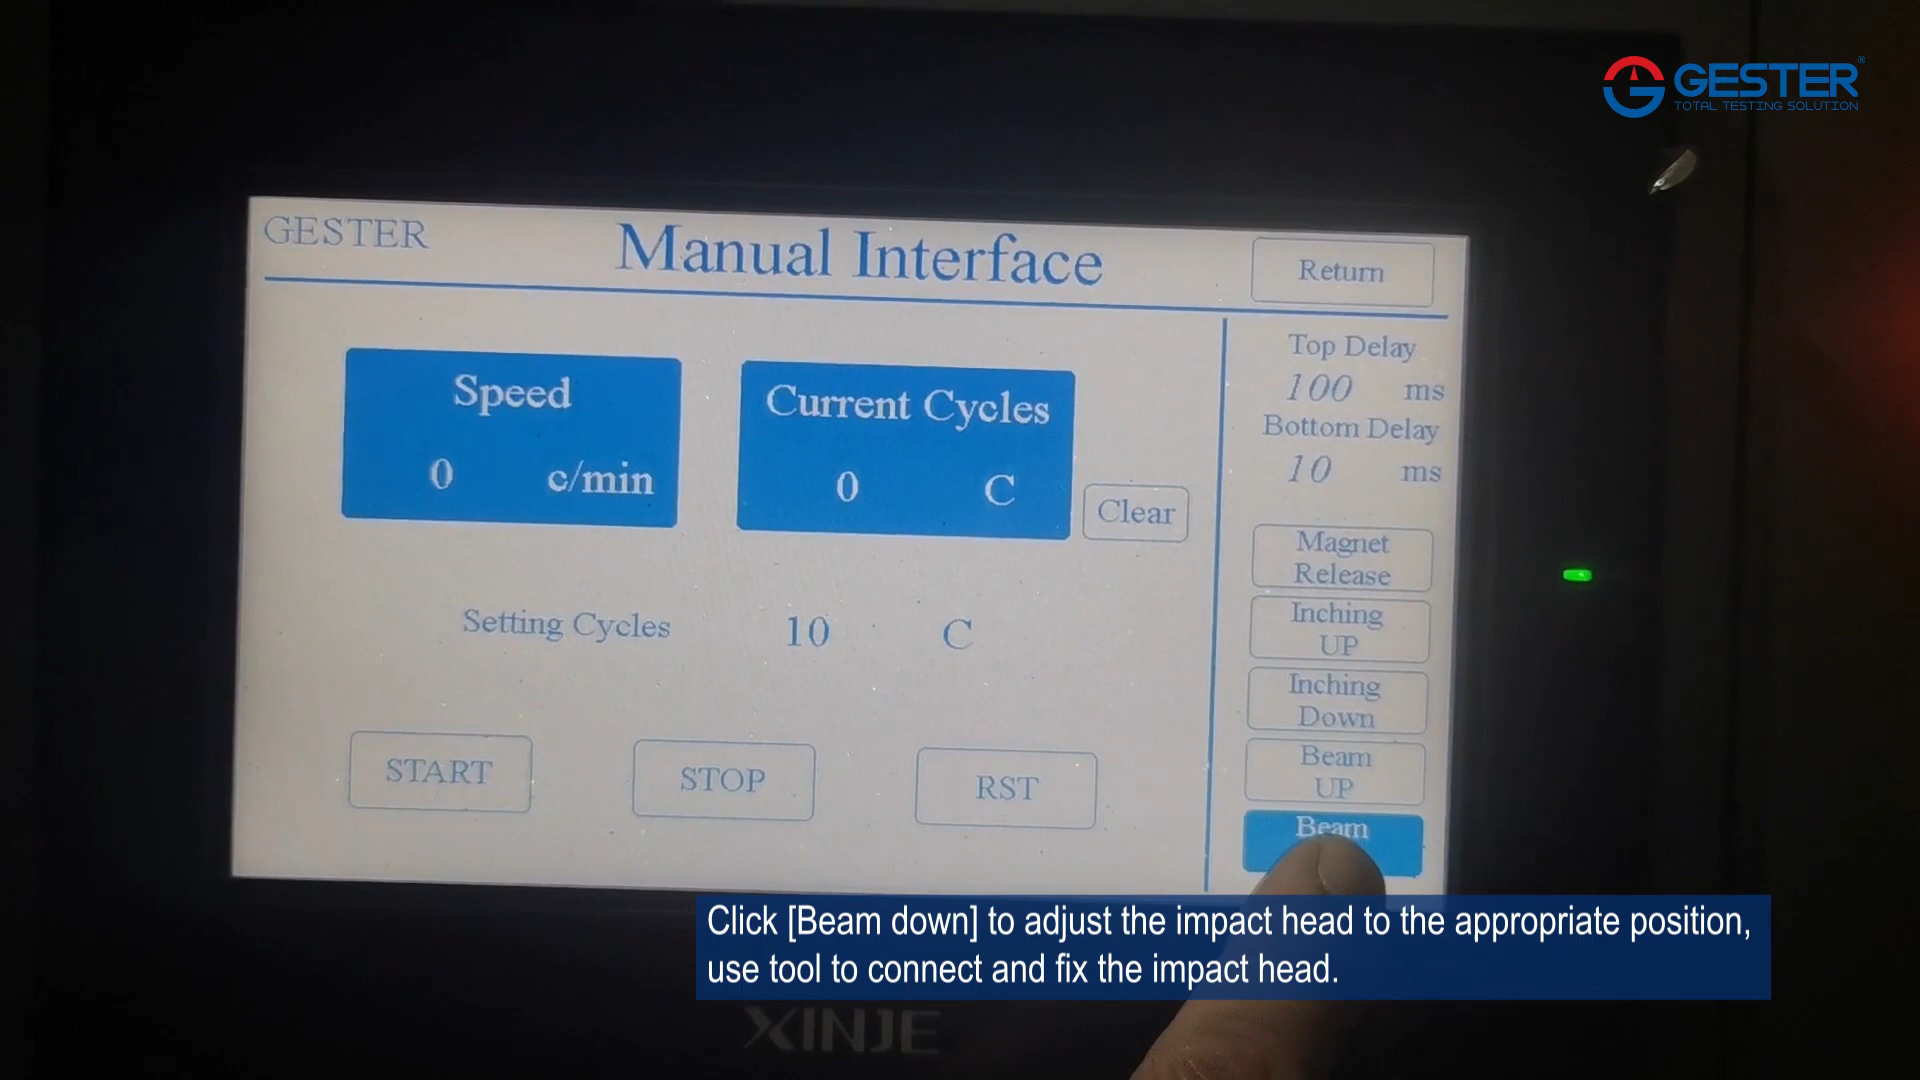 GESTER®
TOTAL TESTING SOLUTION
GESTER
Manual Interface
Return
Speed
0 c/min
Current Cycles
0 C
Clear
Setting Cycles 10 C
START
STOP
RST
Top Delay
100 ms
Bottom Delay
10 ms
Magnet
Release
Inching
UP
Inching
Down
Beam
UP
Beam
Click [Beam down] to adjust the impact head to the appropriate position,
use tool to connect and fix the impact head.
XINJE